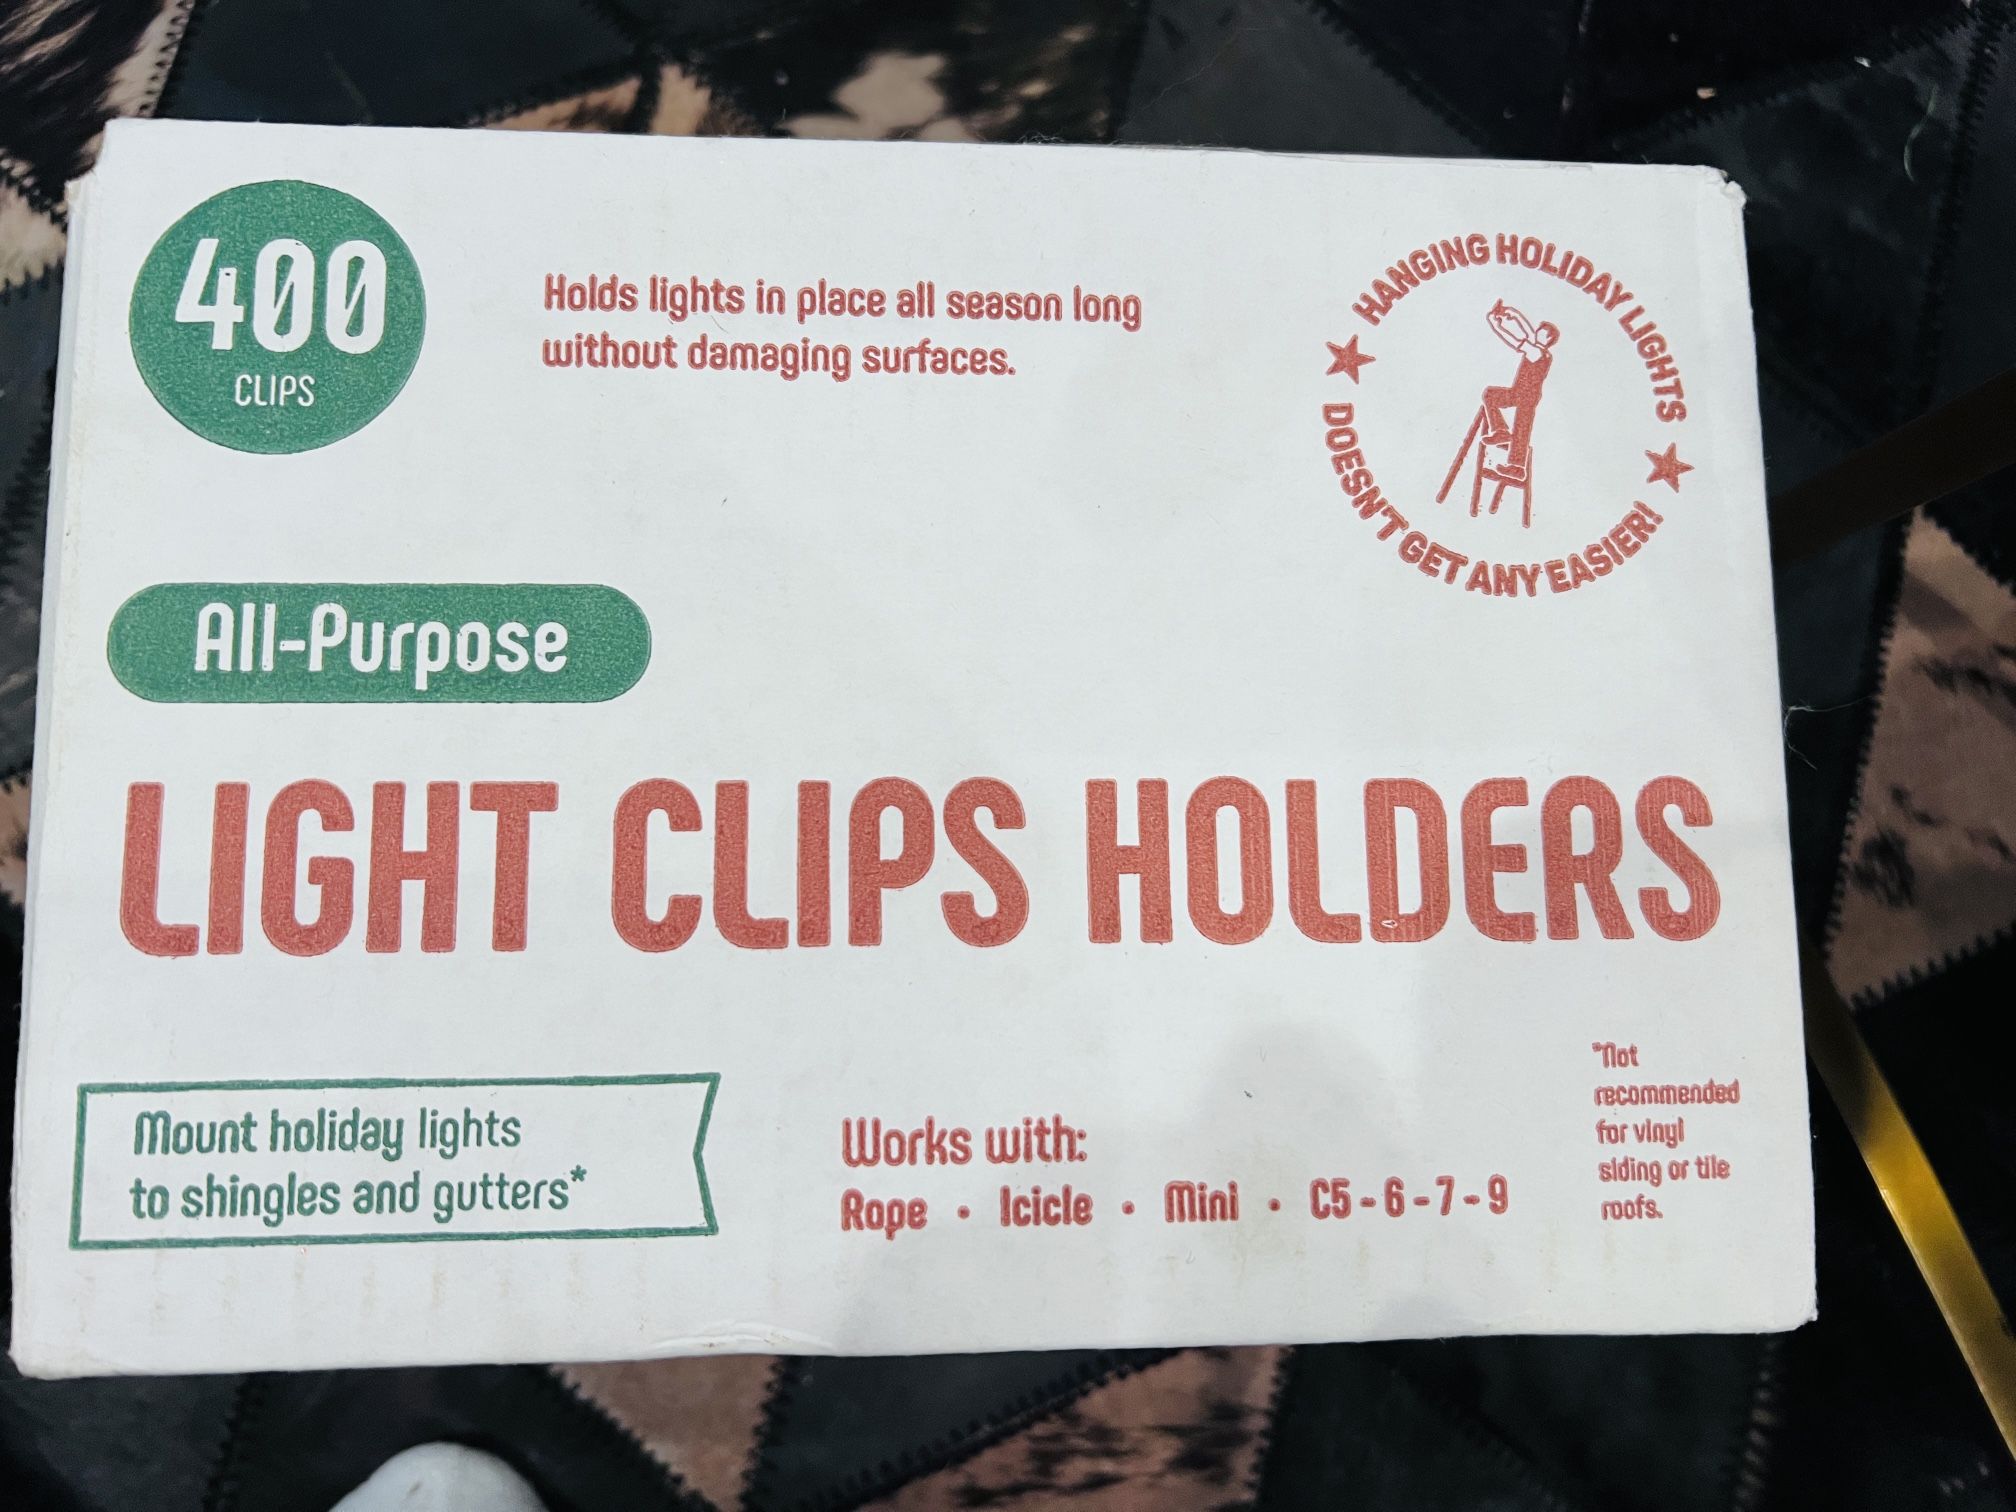 400
CLIPS
Holds lights in place all season long
without damaging surfaces.
HANGING HOLIDAY LIGHTS
DOESN'T GET ANY EASIER!
All-Purpose
LIGHT CLIPS HOLDERS
Mount holiday lights
to shingles and gutters*
Works with:
Rope • Icicle • Mini • C5-6-7-9
*Not
recommended
for vinyl
siding or tile
roofs.